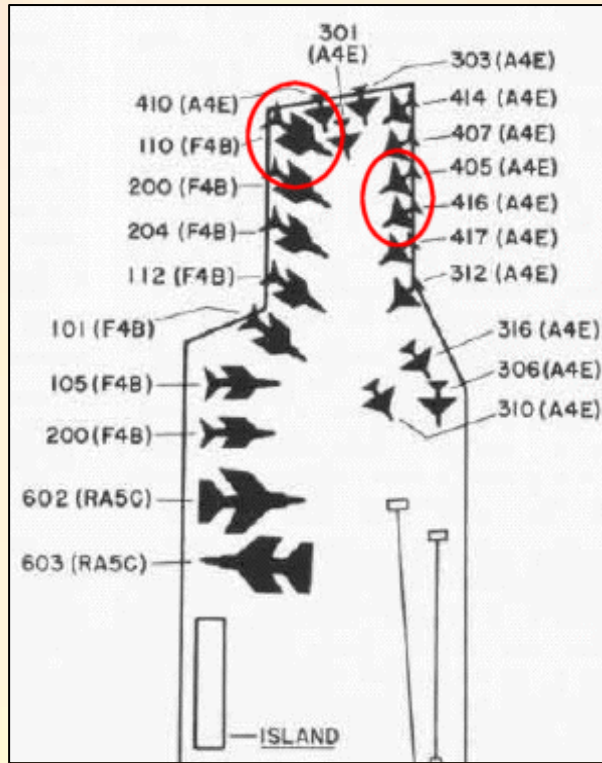 301
(A4E)
303 (A4E)
410 (A4E)
414 (A4E)
110 (F4B)
407 (A4E)
405 (A4E)
200 (F4B)
416 (A4E)
204 (F4B)
417 (A4E)
112 (F4B)
312 (A4E)
101 (F4B)
316 (A4E)
306 (A4E)
105 (F4B)
310 (A4E)
200 (F4B)
602 (RA5C)
603 (RA5C)
ISLAND